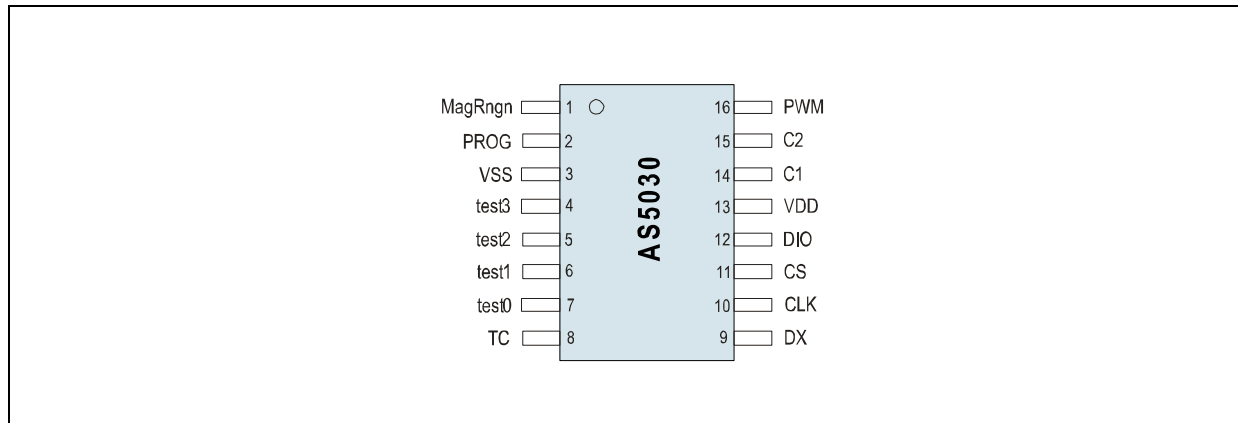 MagRngn 1 16 PWM
PROG 2 15 C2
VSS 3 14 C1
test3 4 13 VDD
test2 5 12 DIO
test1 6 11 CS
test0 7 10 CLK
TC 8 9 DX
AS5030